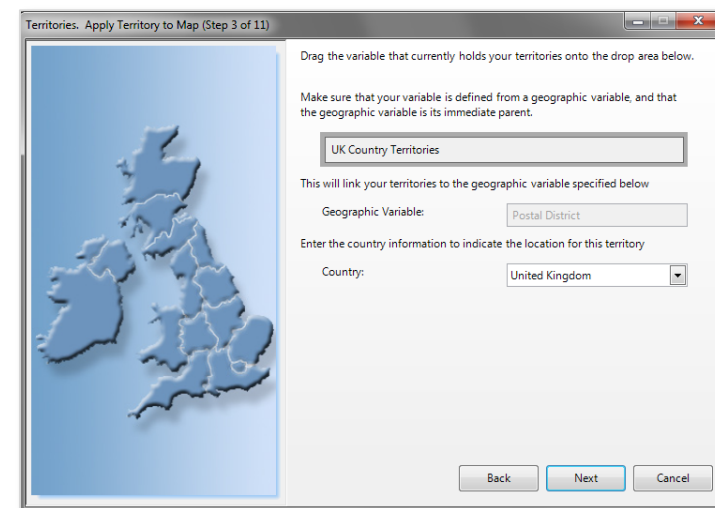 Territories. Apply Territory to Map (Step 3 of 11)
Drag the variable that currently holds your territories onto the drop area below.
Make sure that your variable is defined from a geographic variable, and that
the geographic variable is its immediate parent.
UK Country Territories
This will link your territories to the geographic variable specified below
Geographic Variable: Postal District
Enter the country information to indicate the location for this territory
Country: United Kingdom
Back Next Cancel